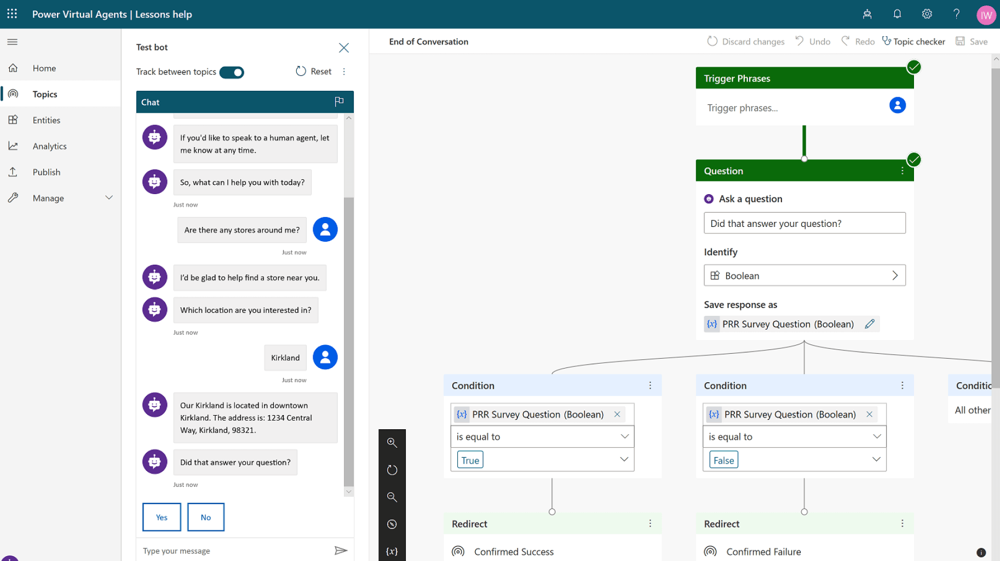 Power Virtual Agents | Lessons help
IW
Home
Topics
Entities
Analytics
Publish
Manage
Test bot
Track between topics
Reset
Chat
If you'd like to speak to a human agent, let
me know at any time.
So, what can I help you with today?
Just now
Are there any stores around me?
Just now
I'd be glad to help find a store near you.
Which location are you interested in?
Just now
Kirkland
Just now
Our Kirkland is located in downtown
Kirkland. The address is: 1234 Central
Way, Kirkland, 98321.
Did that answer your question?
Just now
Yes
No
Type your message
End of Conversation
Discard changes
Undo
Redo
Topic checker
Save
Trigger Phrases
Trigger phrases...
Question
Ask a question
Did that answer your question?
Identify
Boolean
Save response as
{x} PRR Survey Question (Boolean)
Condition
{x} PRR Survey Question (Boolean)
is equal to
True
Redirect
Confirmed Success
Condition
{x} PRR Survey Question (Boolean)
is equal to
False
Redirect
Confirmed Failure
Conditio
All other
{x}